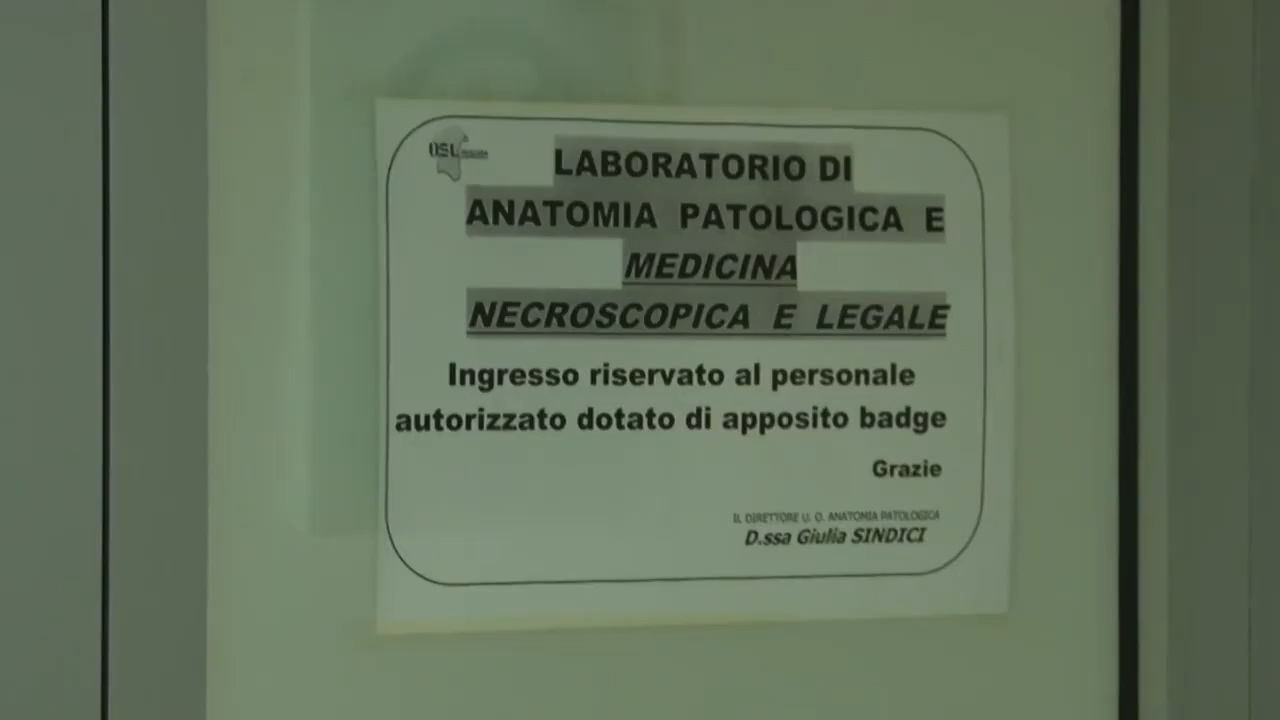 LABORATORIO DI
ANATOMIA PATOLOGICA E
MEDICINA
NECROSCOPICA E LEGALE
Ingresso riservato al personale
autorizzato dotato di apposito badge
Grazie
IL DIRETTORE U. O. ANATOMIA PATOLOGICA
D.ssa Giulia SINDICI